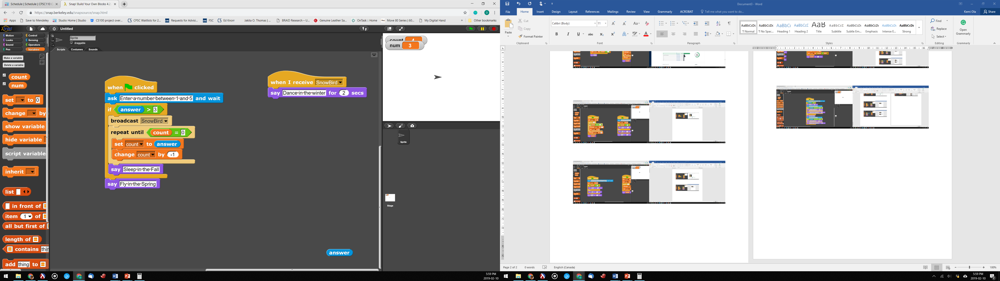 Schedule | Schedule | CPSC110 C
Snap! Build Your Own Blocks 4.2.
https://snap.berkeley.edu/snapsource/snap.html
Apps
Save to Mendeley
Studio Home | Studio
CS100 project over...
CPSC Waitlists for 2...
Requests for Advisi...
FSC
Ed Knorr
Jakita O. Thomas | ...
BRAID Research – U...
Genuine Leather Sa...
OnTask :: Home
Move 80 Series | 60...
My Digital Hand
»
Other bookmarks
Untitled
Motion
Control
Looks
Sensing
Sound
Operators
Pen
Variables
Make a variable
Delete a variable
count
num
set to 0
change by
show variable
hide variable
script variables
inherit
list
in front of
item 1 of
all but first of
length of
contains thin
add thing to
Sprite
draggable
Scripts
Costumes
Sounds
when clicked
ask Enter a number between 1 and 5 and wait
if answer > 3
broadcast SnowBird
repeat until count = 0
set count to answer
change count by -1
say Sleep in the Fall
say Fly in the Spring
when I receive SnowBird
say Dance in the winter for 2 secs
answer
count 4
num 3
Sprite
Stage
5:59 PM
2019-02-10
Document3 - Word
File
Home
Insert
Design
Layout
References
Mailings
Review
View
Grammarly
ACROBAT
Tell me what you want to do...
Kemi Ola
Share
Paste
Cut
Copy
Format Painter
Clipboard
Calibri (Body)
11
Font
Paragraph
AaBbCcDc
¶ Normal
AaBbCcDc
¶ No Spac...
Heading 1
Heading 2
Title
Subtitle
Subtle Em...
Emphasis
Intense E...
Strong
Styles
Find
Replace
Select
Editing
Open
Grammarly
Grammarly
Page 2 of 2
0 words
English (Canada)
100%
5:59 PM
2019-02-10